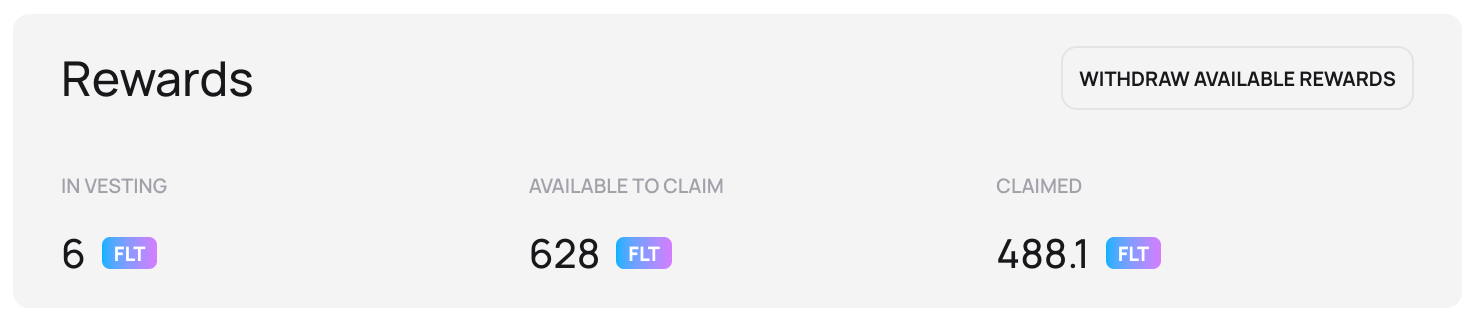 Rewards
WITHDRAW AVAILABLE REWARDS
IN VESTING
AVAILABLE TO CLAIM
CLAIMED
6 FLT
628 FLT
488.1 FLT